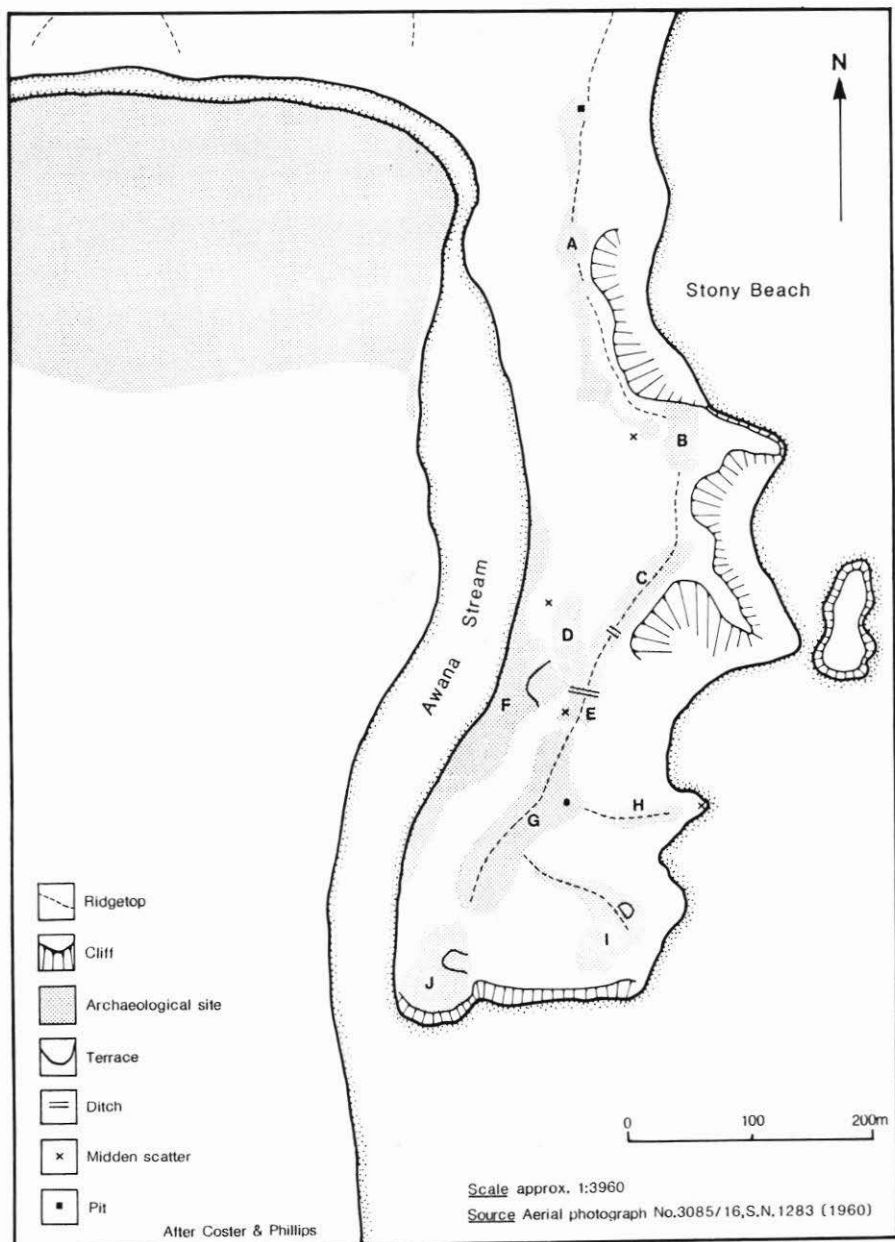 N
A
Stony Beach
B
C
Awana Stream
D
F
E
H
G
I
J
Ridgetop
Cliff
Archaeological site
Terrace
Ditch
Midden scatter
Pit
0 100 200m
Scale approx. 1:3960
Source Aerial photograph No.3085/16,S.N.1283 (1960)
After Coster & Phillips